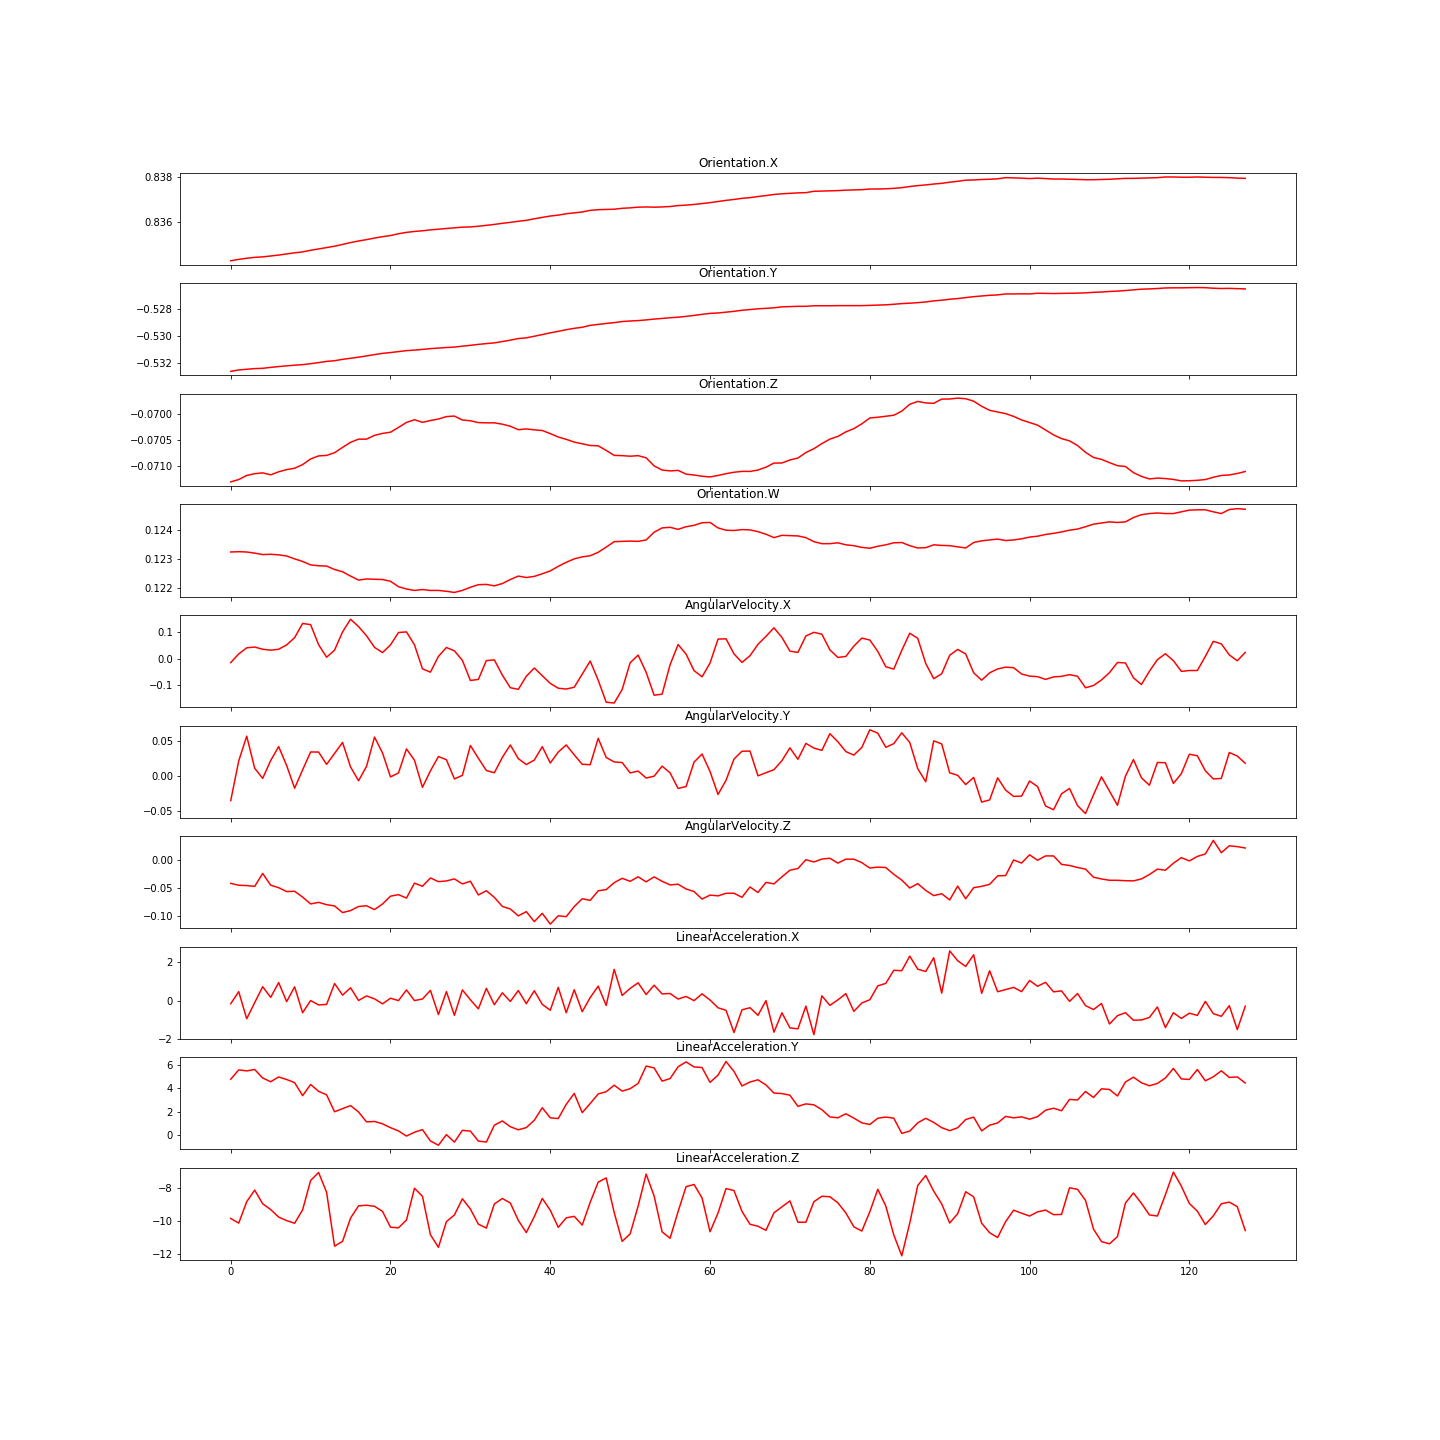 Orientation.X
0.838
0.836
Orientation.Y
−0.528
−0.530
−0.532
Orientation.Z
−0.0700
−0.0705
−0.0710
Orientation.W
0.124
0.123
0.122
AngularVelocity.X
0.1
0.0
−0.1
AngularVelocity.Y
0.05
0.00
−0.05
AngularVelocity.Z
0.00
−0.05
−0.10
LinearAcceleration.X
2
0
−2
LinearAcceleration.Y
6
4
2
0
LinearAcceleration.Z
−8
−10
−12
0 20 40 60 80 100 120